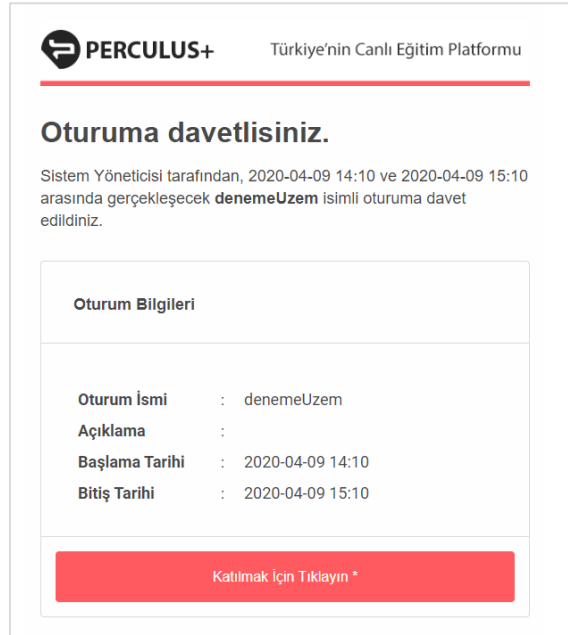 PERCULUS+
Türkiye’nin Canlı Eğitim Platformu
Oturuma davetlisiniz.
Sistem Yöneticisi tarafından, 2020-04-09 14:10 ve 2020-04-09 15:10
arasında gerçekleşecek denemeUzem isimli oturuma davet
edildiniz.
Oturum Bilgileri
Oturum İsmi : denemeUzem
Açıklama :
Başlama Tarihi : 2020-04-09 14:10
Bitiş Tarihi : 2020-04-09 15:10
Katılmak İçin Tıklayın *